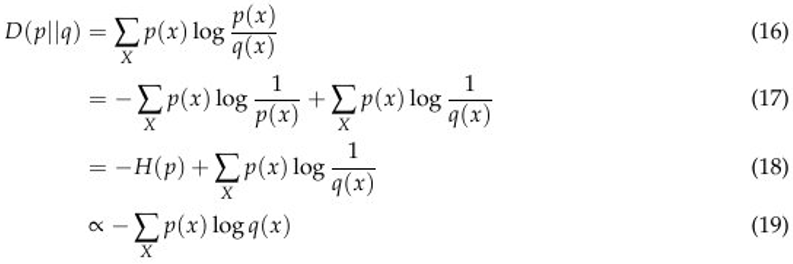 D(p||q) = ∑_X p(x) log p(x)/q(x) (16)
= − ∑_X p(x) log 1/p(x) + ∑_X p(x) log 1/q(x) (17)
= −H(p) + ∑_X p(x) log 1/q(x) (18)
∝ − ∑_X p(x) log q(x) (19)